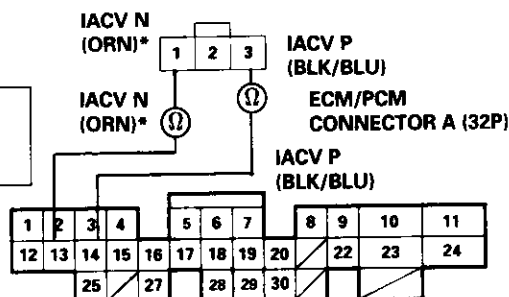 IACV N
(ORN)*
1 2 3
IACV P
(BLK/BLU)
IACV N
(ORN)*
Ω
Ω
ECM/PCM
CONNECTOR A (32P)
IACV P
(BLK/BLU)
1 2 3 4 5 6 7 8 9 10 11
12 13 14 15 16 17 18 19 20 22 23 24
25 27 28 29 30